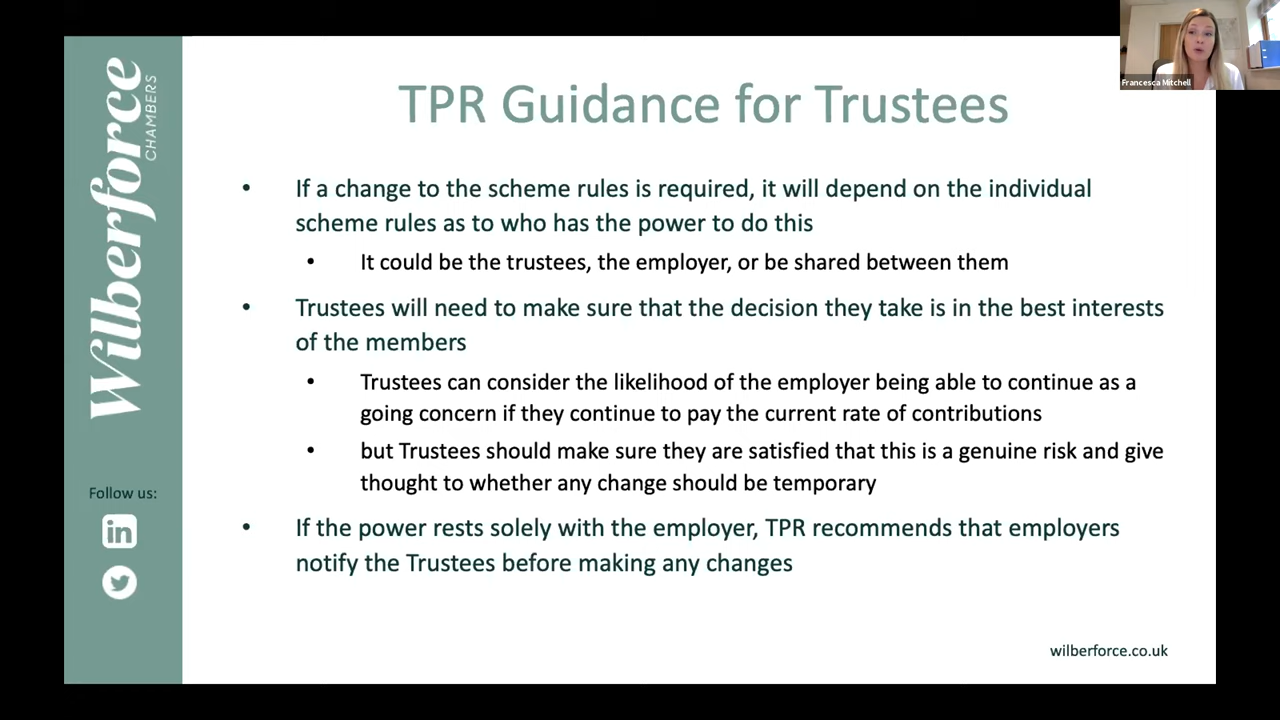 Wilberforce
CHAMBERS
Follow us:
in
TPR Guidance for Trustees
• If a change to the scheme rules is required, it will depend on the individual
scheme rules as to who has the power to do this
• It could be the trustees, the employer, or be shared between them
• Trustees will need to make sure that the decision they take is in the best interests
of the members
• Trustees can consider the likelihood of the employer being able to continue as a
going concern if they continue to pay the current rate of contributions
• but Trustees should make sure they are satisfied that this is a genuine risk and give
thought to whether any change should be temporary
• If the power rests solely with the employer, TPR recommends that employers
notify the Trustees before making any changes
wilberforce.co.uk
Francesca Mitchell